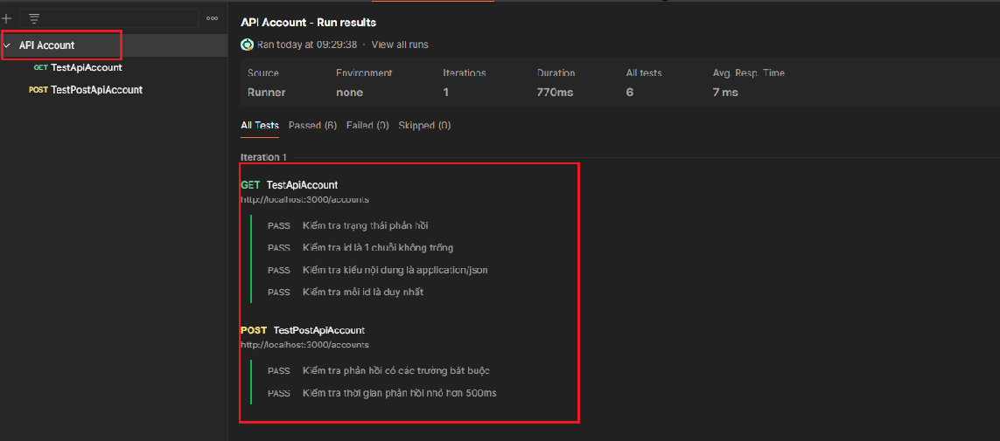 API Account
GET TestApiAccount
POST TestPostApiAccount
API Account - Run results
Ran today at 09:29:38 · View all runs
Source Environment Iterations Duration All tests Avg. Resp. Time
Runner none 1 770ms 6 7 ms
All Tests Passed (6) Failed (0) Skipped (0)
Iteration 1
GET TestApiAccount
http://localhost:3000/accounts
PASS Kiểm tra trạng thái phản hồi
PASS Kiểm tra id là 1 chuỗi không trống
PASS Kiểm tra kiểu nội dung là application/json
PASS Kiểm tra mỗi id là duy nhất
POST TestPostApiAccount
http://localhost:3000/accounts
PASS Kiểm tra phản hồi có các trường bắt buộc
PASS Kiểm tra thời gian phản hồi nhỏ hơn 500ms